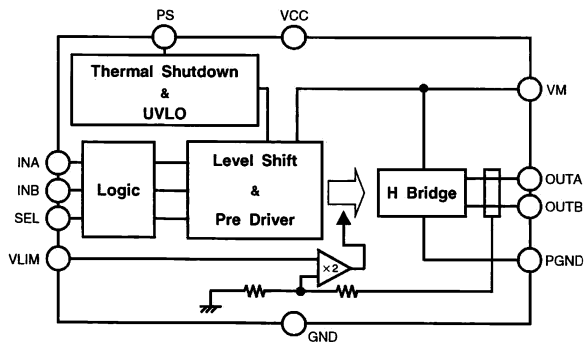 PS
VCC
Thermal Shutdown
&
UVLO
VM
INA
INB
SEL
Logic
Level Shift
&
Pre Driver
H Bridge
OUTA
OUTB
VLIM
×2
PGND
GND